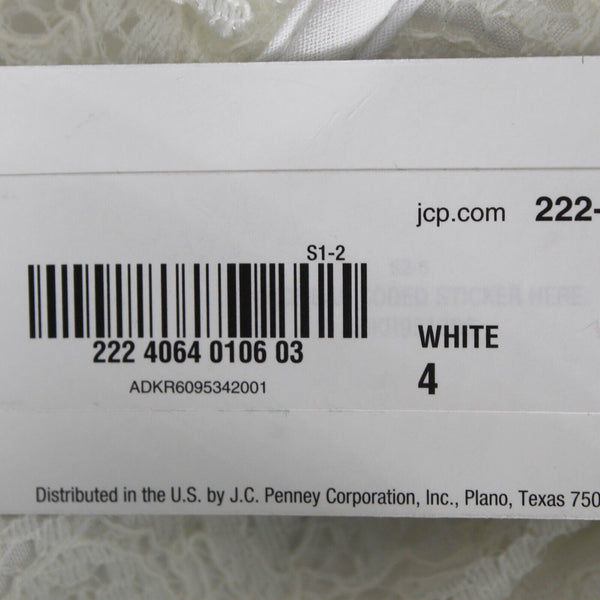 jcp.com 222-
S1-2
222 4064 0106 03
ADKR6095342001
WHITE
4
Distributed in the U.S. by J.C. Penney Corporation, Inc., Plano, Texas 750